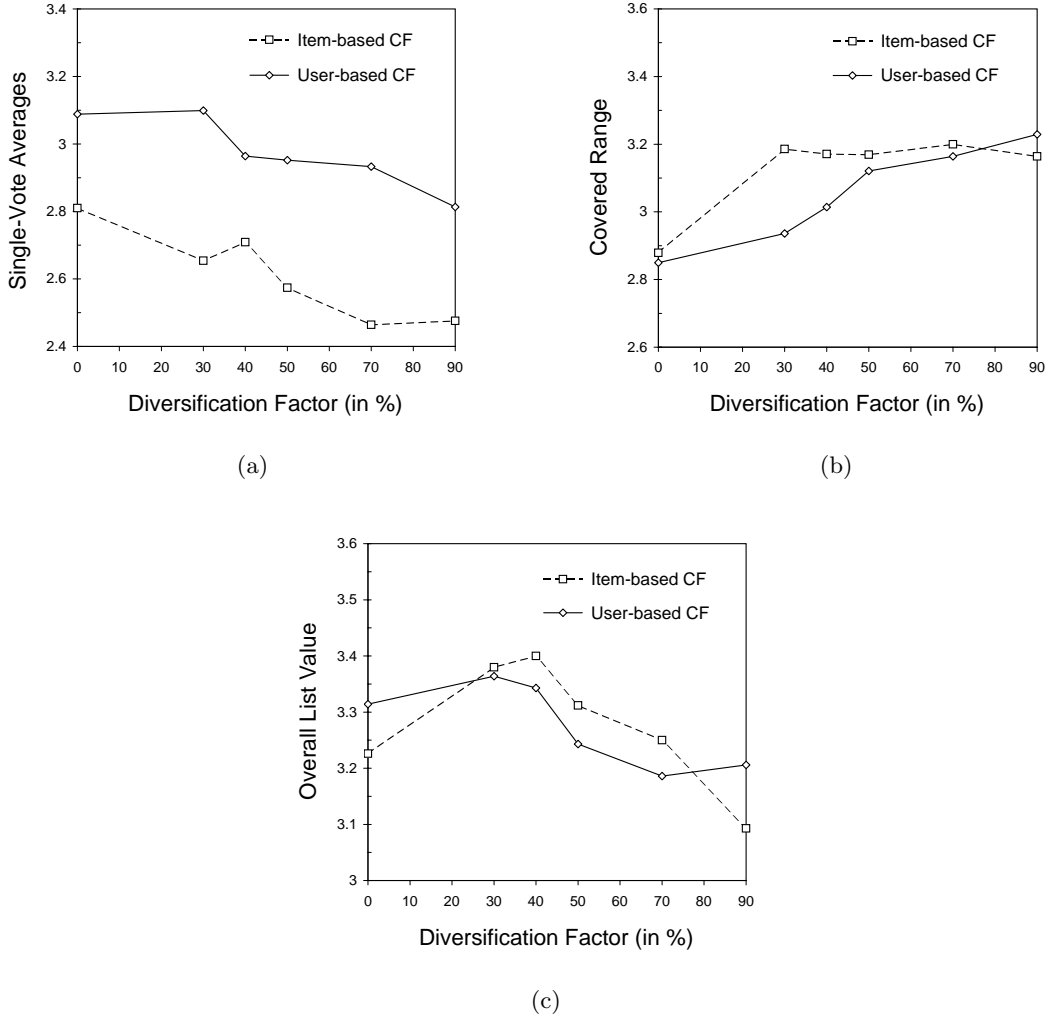 3.4
3.2
3
2.8
2.6
2.4
Single-Vote Averages
Item-based CF
User-based CF
0 10 20 30 40 50 60 70 80 90
Diversification Factor (in %)
(a)
3.6
3.4
3.2
3
2.8
2.6
Covered Range
Item-based CF
User-based CF
0 10 20 30 40 50 60 70 80 90
Diversification Factor (in %)
(b)
3.6
3.5
3.4
3.3
3.2
3.1
3
Overall List Value
Item-based CF
User-based CF
0 10 20 30 40 50 60 70 80 90
Diversification Factor (in %)
(c)